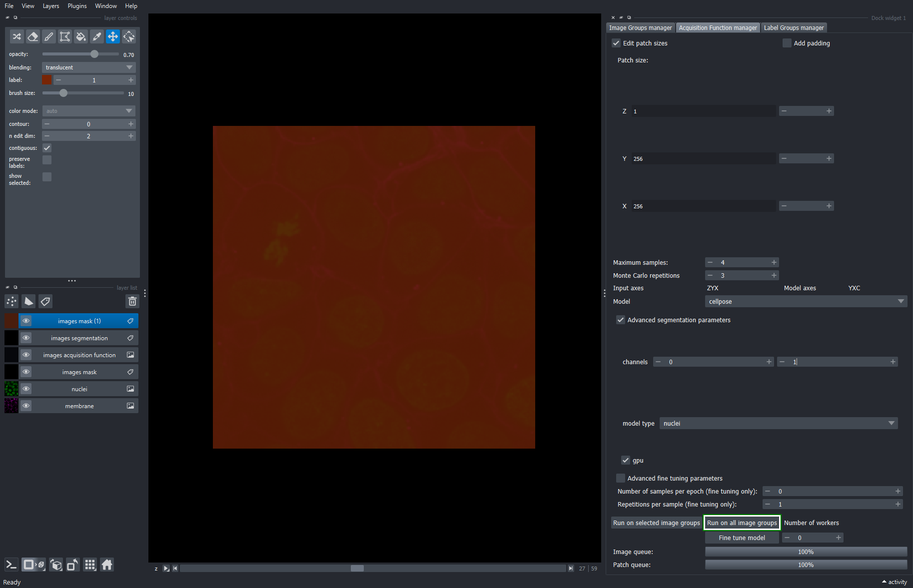 File View Layers Plugins Window Help
layer controls
opacity: 0.70
blending: translucent
label: 1
brush size: 10
color mode: auto
contour: 0
n edit dim: 2
contiguous:
preserve
labels:
show
selected:
layer list
images mask (1)
images segmentation
images acquisition function
images mask
nuclei
membrane
z 27 59
Ready
Dock widget 1
Image Groups manager Acquisition Function manager Label Groups manager
Edit patch sizes Add padding
Patch size:
Z 1
Y 256
X 256
Maximum samples: 4
Monte Carlo repetitions 3
Input axes ZYX Model axes YXC
Model cellpose
Advanced segmentation parameters
channels 0 1
model type nuclei
gpu
Advanced fine tuning parameters
Number of samples per epoch (fine tuning only): 0
Repetitions per sample (fine tuning only): 1
Run on selected image groups Run on all image groups Number of workers
Fine tune model 0
Image queue: 100%
Patch queue: 100%
activity